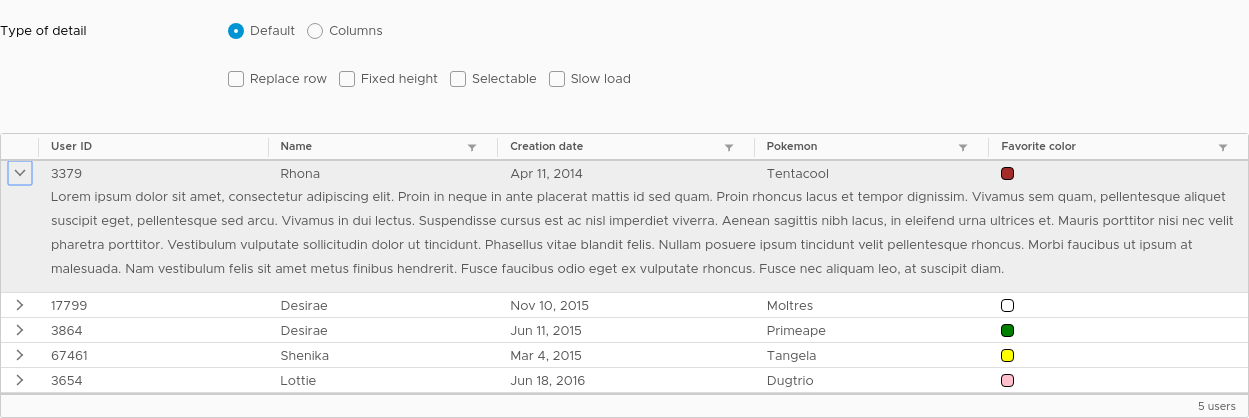 Type of detail Default Columns
Replace row Fixed height Selectable Slow load
User ID Name Creation date Pokemon Favorite color
3379 Rhona Apr 11, 2014 Tentacool
Lorem ipsum dolor sit amet, consectetur adipiscing elit. Proin in neque in ante placerat mattis id sed quam. Proin rhoncus lacus et tempor dignissim. Vivamus sem quam, pellentesque aliquet
suscipit eget, pellentesque sed arcu. Vivamus in dui lectus. Suspendisse cursus est ac nisl imperdiet viverra. Aenean sagittis nibh lacus, in eleifend urna ultrices et. Mauris porttitor nisi nec velit
pharetra porttitor. Vestibulum vulputate sollicitudin dolor ut tincidunt. Phasellus vitae blandit felis. Nullam posuere ipsum tincidunt velit pellentesque rhoncus. Morbi faucibus ut ipsum at
malesuada. Nam vestibulum felis sit amet metus finibus hendrerit. Fusce faucibus odio eget ex vulputate rhoncus. Fusce nec aliquam leo, at suscipit diam.
17799 Desirae Nov 10, 2015 Moltres
3864 Desirae Jun 11, 2015 Primeape
67461 Shenika Mar 4, 2015 Tangela
3654 Lottie Jun 18, 2016 Dugtrio
5 users